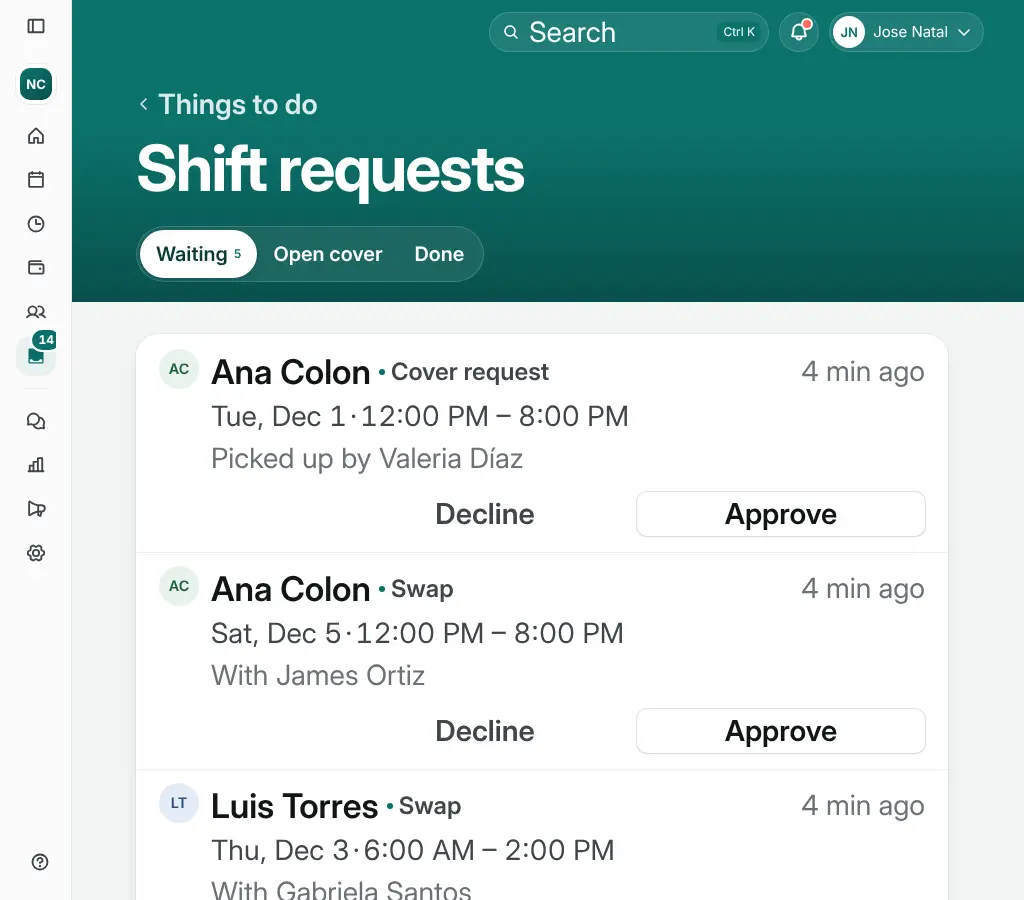 Search Ctrl K JN Jose Natal
NC
Things to do
Shift requests
Waiting 5 Open cover Done
14
AC Ana Colon · Cover request 4 min ago
Tue, Dec 1 · 12:00 PM – 8:00 PM
Picked up by Valeria Díaz
Decline Approve
AC Ana Colon · Swap 4 min ago
Sat, Dec 5 · 12:00 PM – 8:00 PM
With James Ortiz
Decline Approve
LT Luis Torres · Swap 4 min ago
Thu, Dec 3 · 6:00 AM – 2:00 PM
With Gabriela Santos